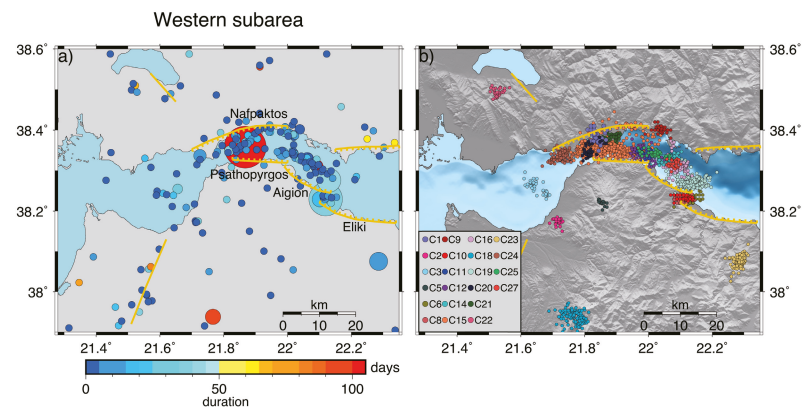 Western subarea
a)
b)
38.6˚
38.4˚
38.2˚
38˚
38.6˚
38.4˚
38.2˚
38˚
Nafpaktos
Psathopyrgos
Aigion
Eliki
km
0 10 20
km
0 10 20
C1 C9 C16 C23
C2 C10 C18 C24
C3 C11 C19 C25
C5 C12 C20 C27
C6 C14 C21
C8 C15 C22
21.4˚ 21.6˚ 21.8˚ 22˚ 22.2˚
21.4˚ 21.6˚ 21.8˚ 22˚ 22.2˚
days
0 50 100
duration